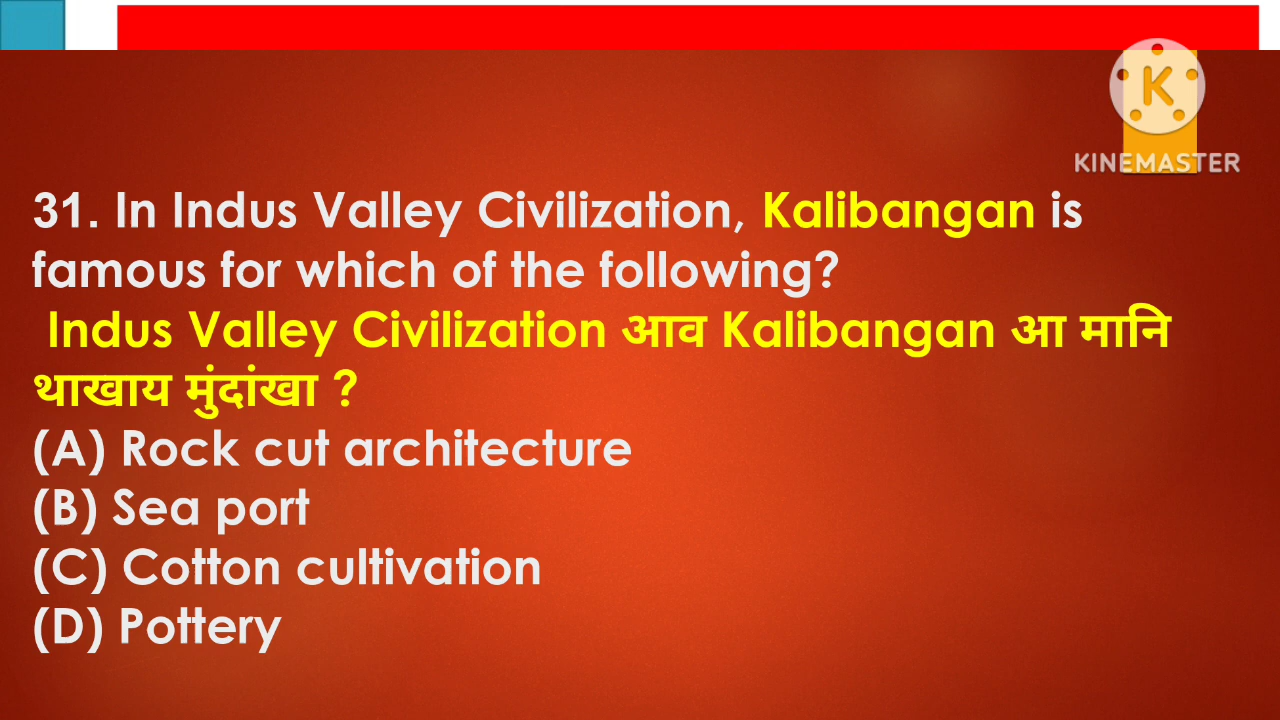 K
KINEMASTER
31. In Indus Valley Civilization, Kalibangan is
famous for which of the following?
Indus Valley Civilization आव Kalibangan आ मानि
थाखाय मुंदांखा ?
(A) Rock cut architecture
(B) Sea port
(C) Cotton cultivation
(D) Pottery